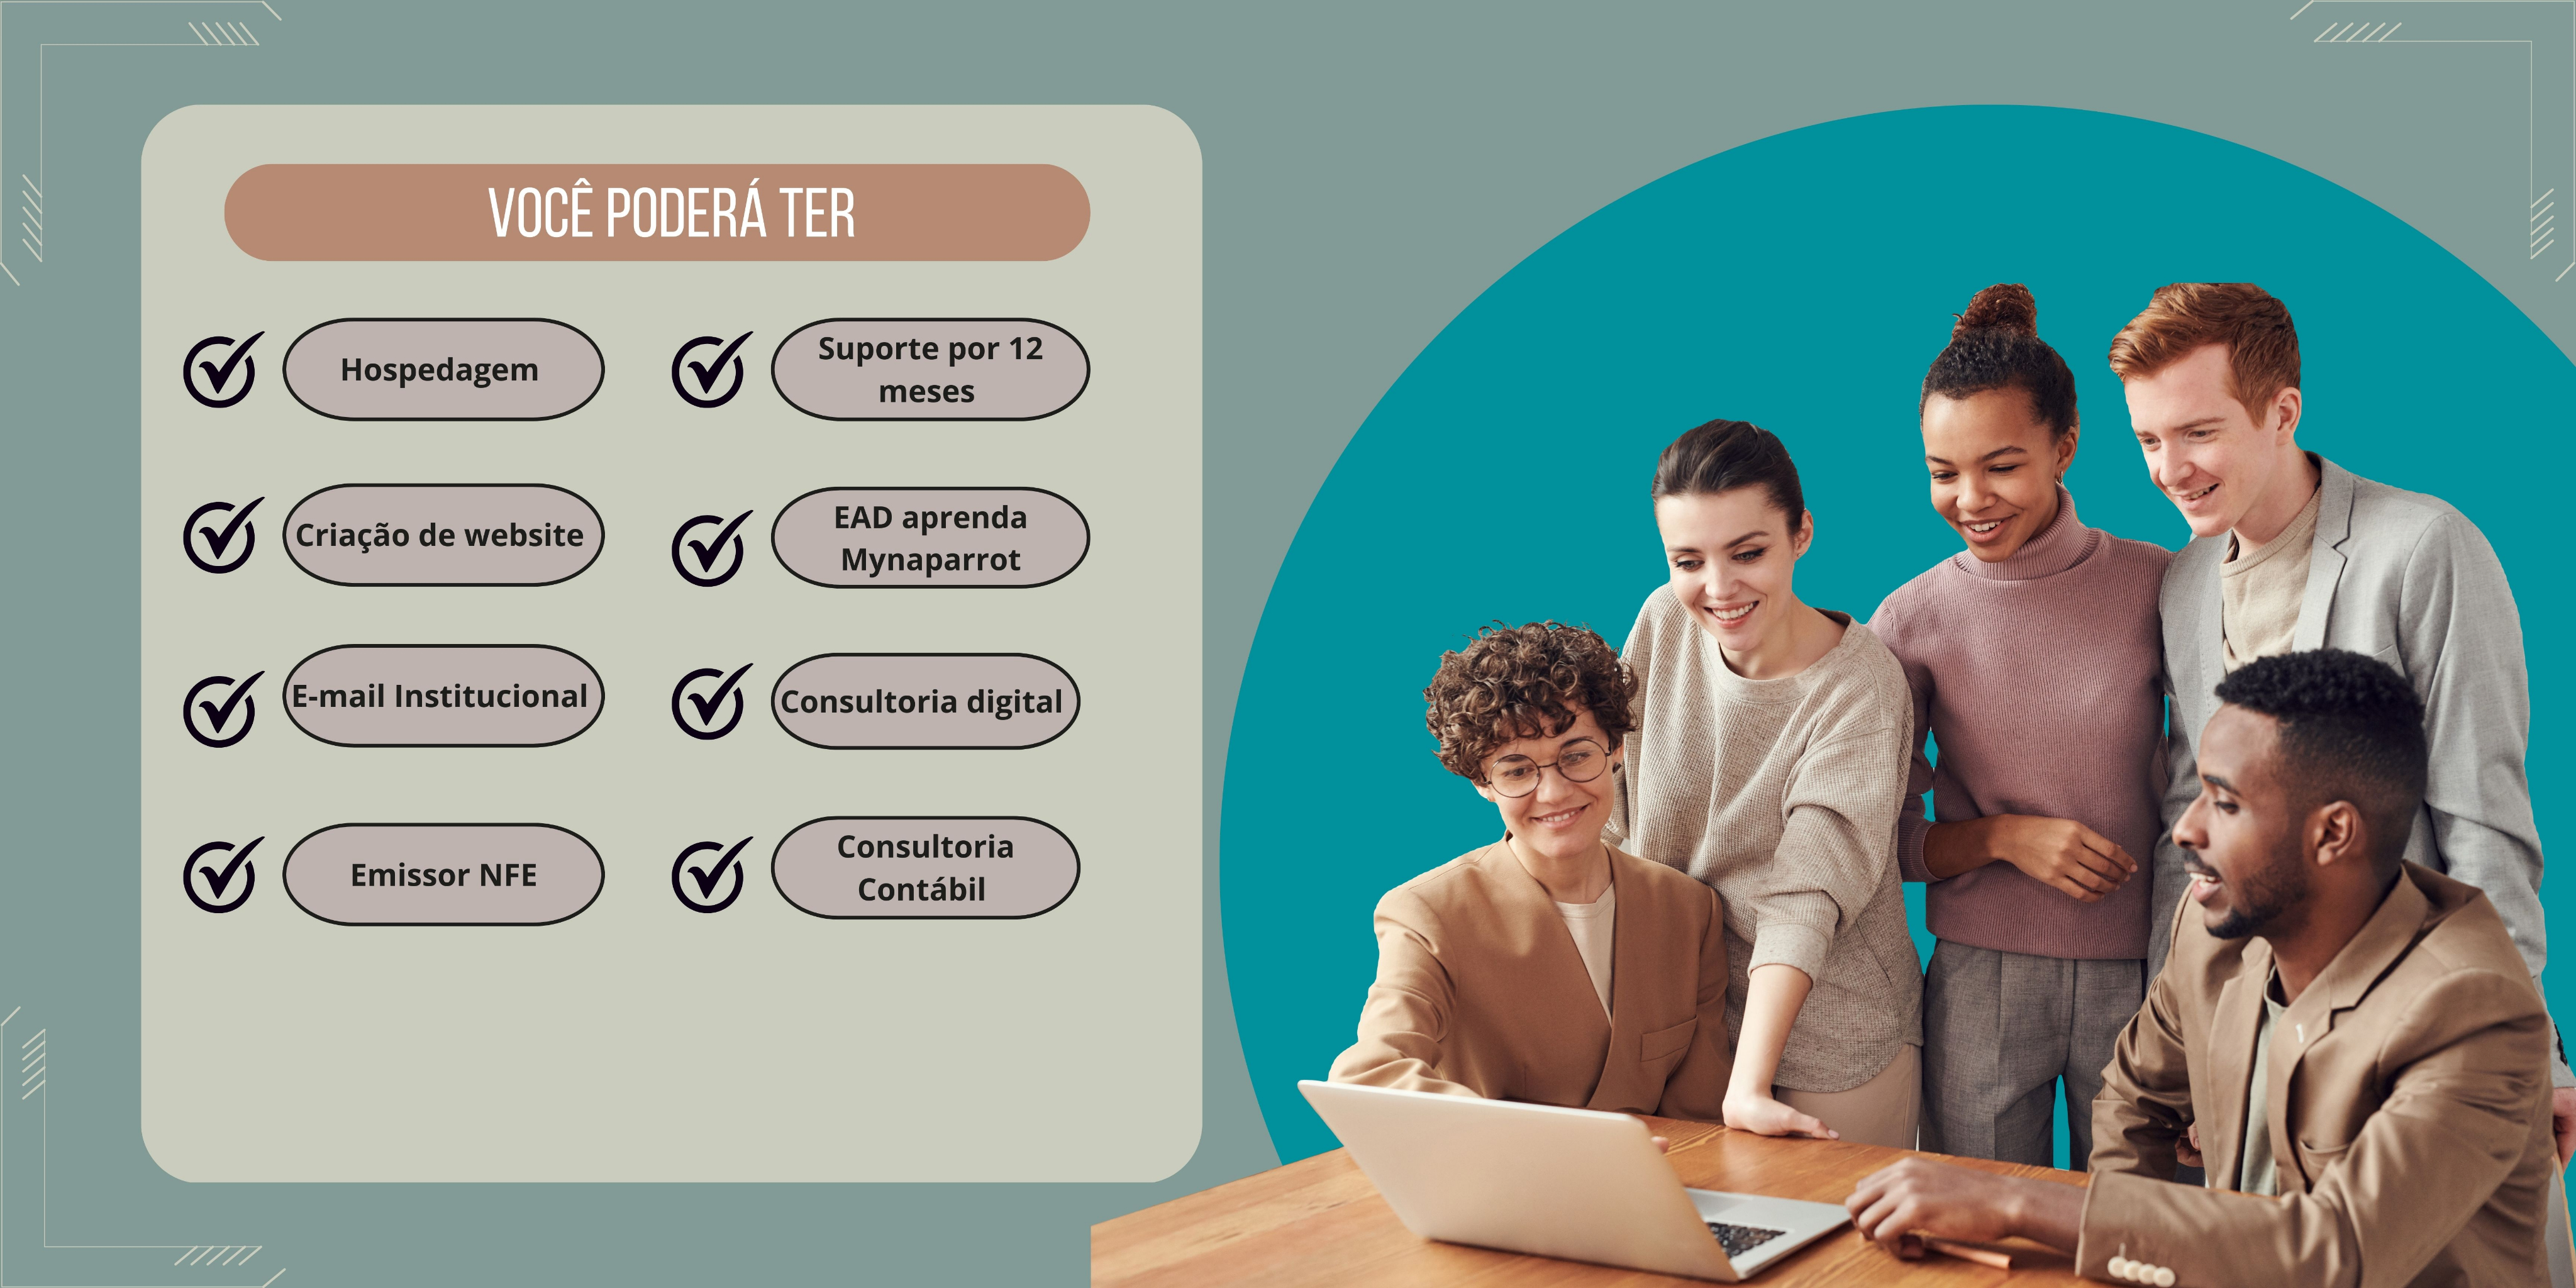 VOCÊ PODERÁ TER
Hospedagem
Suporte por 12
meses
Criação de website
EAD aprenda
Mynaparrot
E-mail Institucional
Consultoria digital
Emissor NFE
Consultoria
Contábil